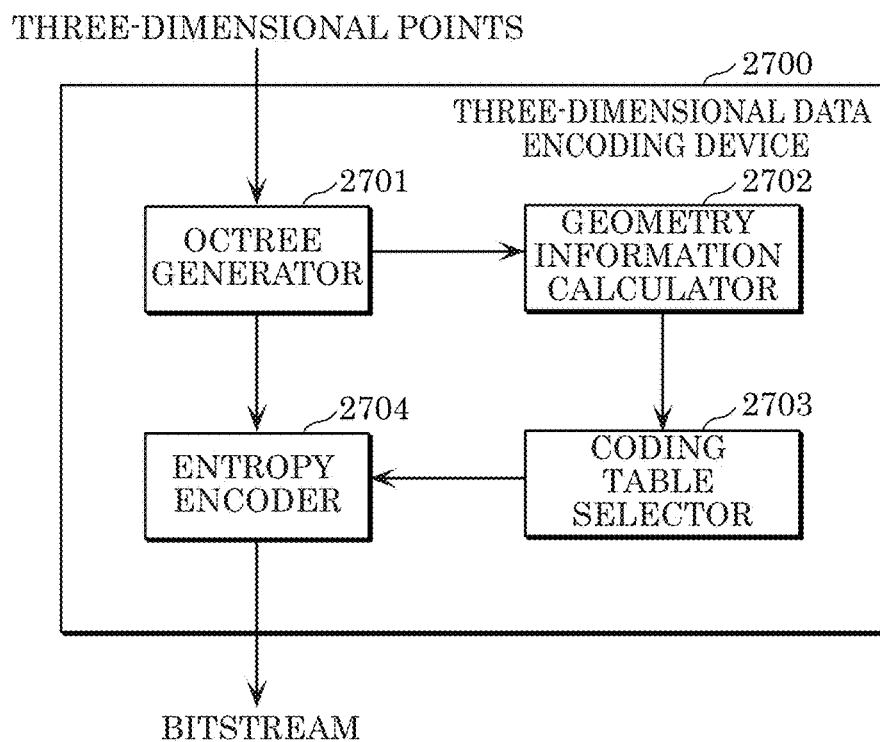 THREE-DIMENSIONAL POINTS
2700
THREE-DIMENSIONAL DATA
ENCODING DEVICE
2701
OCTREE
GENERATOR
2702
GEOMETRY
INFORMATION
CALCULATOR
2704
ENTROPY
ENCODER
2703
CODING
TABLE
SELECTOR
BITSTREAM